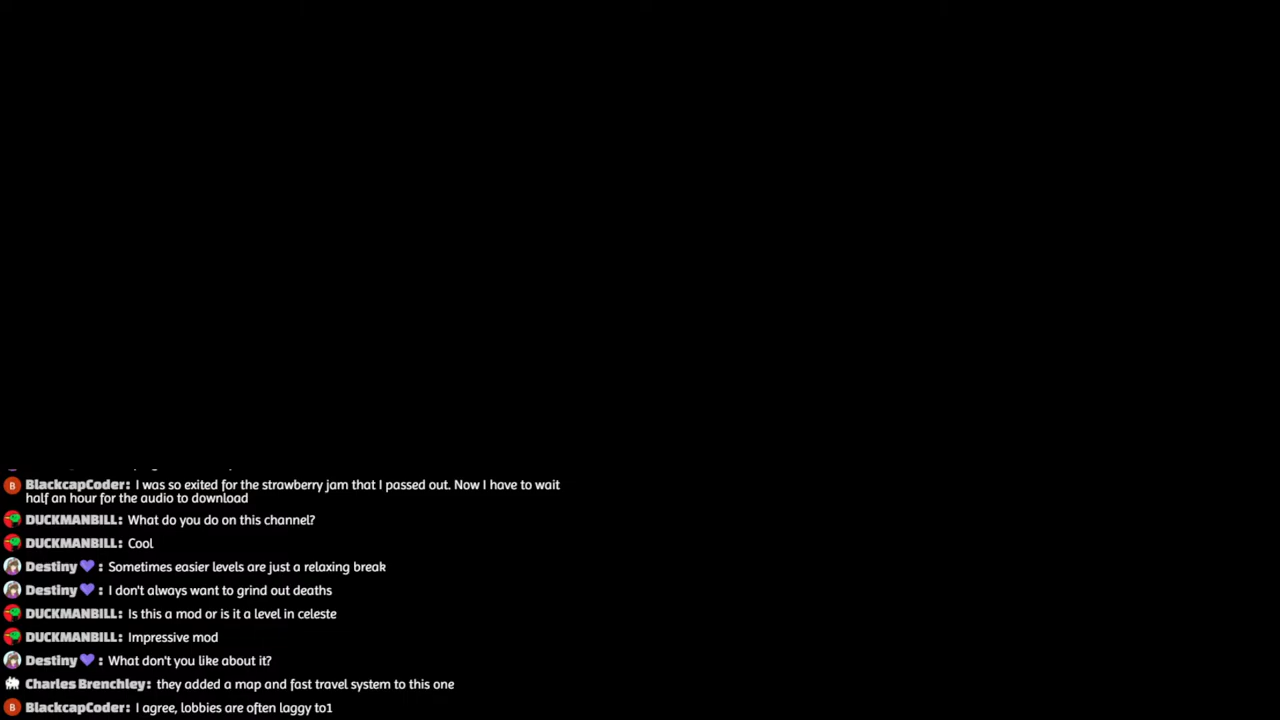 BlackcapCoder: I was so exited for the strawberry jam that I passed out. Now I have to wait
half an hour for the audio to download
DUCKMANBILL: What do you do on this channel?
DUCKMANBILL: Cool
Destiny💜: Sometimes easier levels are just a relaxing break
Destiny💜: I don't always want to grind out deaths
DUCKMANBILL: Is this a mod or is it a level in celeste
DUCKMANBILL: Impressive mod
Destiny💜: What don't you like about it?
Charles Brenchley: they added a map and fast travel system to this one
B BlackcapCoder: I agree, lobbies are often laggy to1